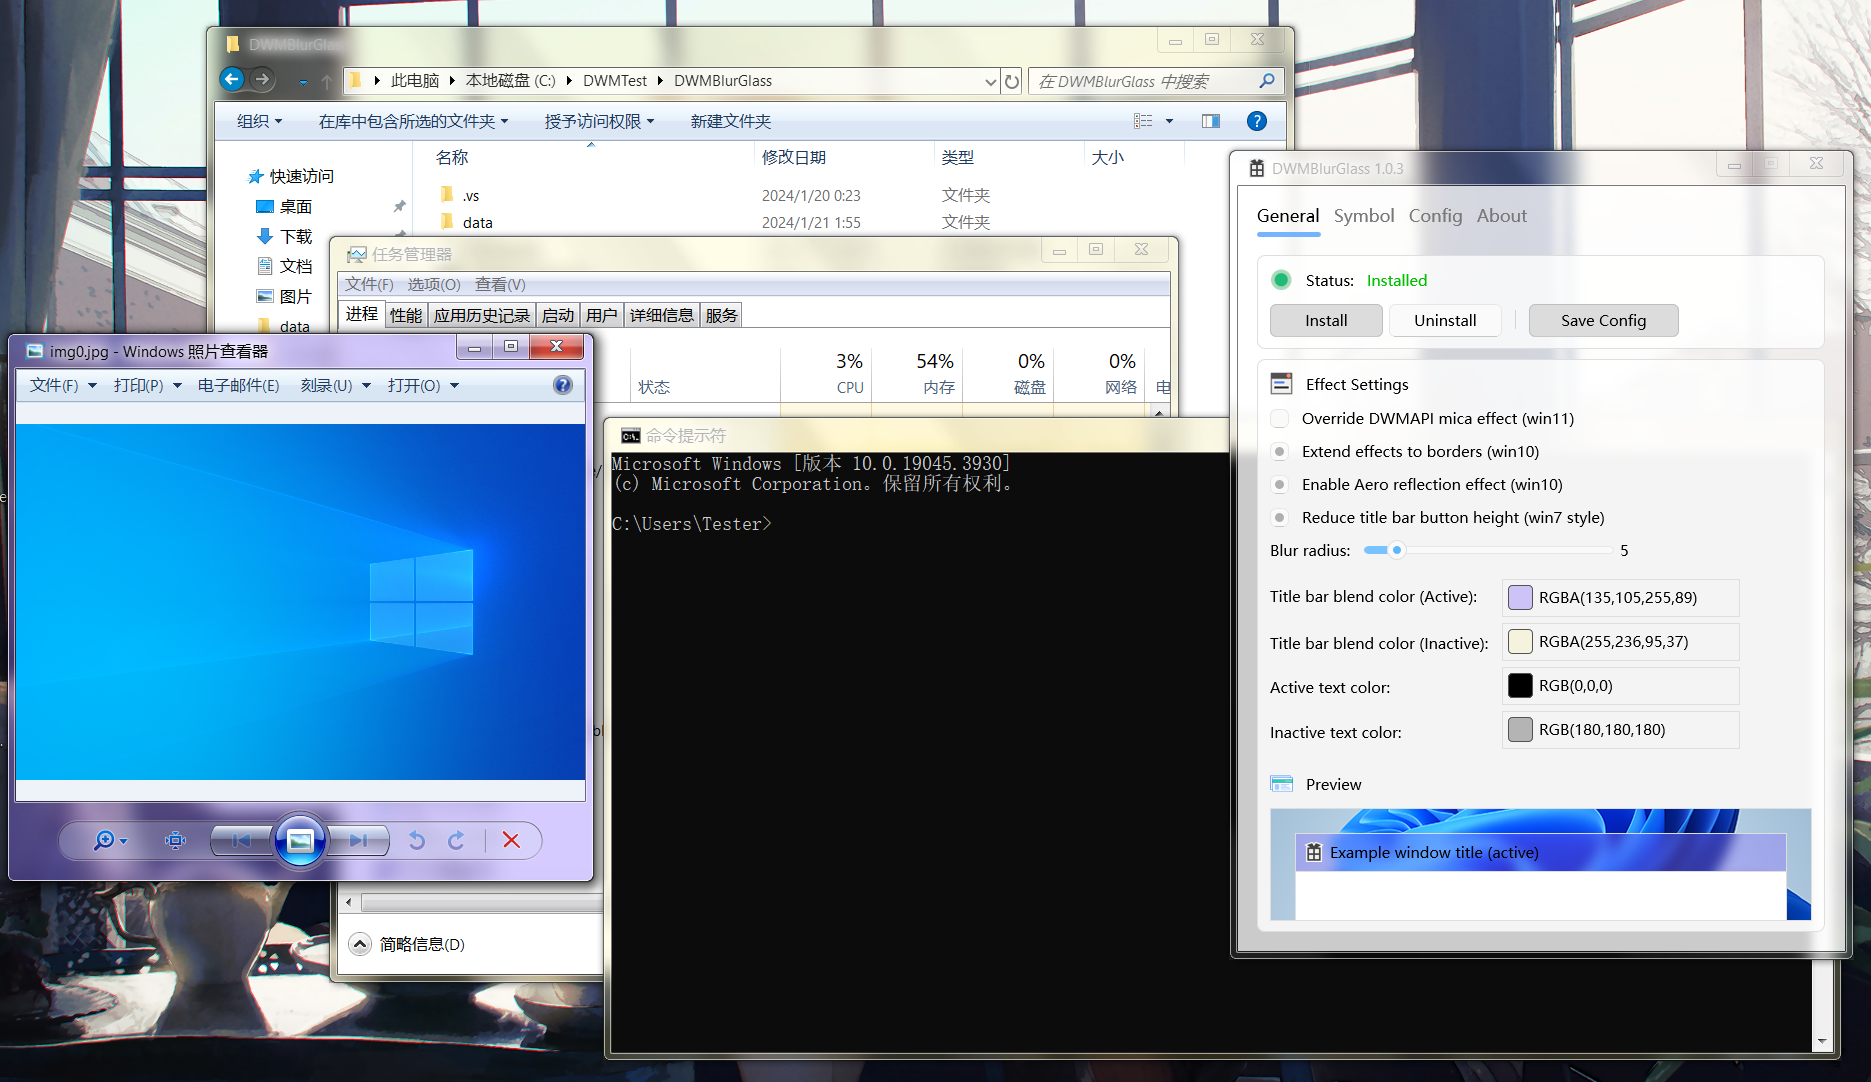 DWMBlurGla
此电脑 本地磁盘 (C:) DWMTest DWMBlurGlass
在 DWMBlurGlass 中搜索
组织 在库中包含所选的文件夹 授予访问权限 新建文件夹
名称 修改日期 类型 大小
快速访问
桌面
下载
文档
图片
data
.vs 2024/1/20 0:23 文件夹
data 2024/1/21 1:55 文件夹
任务管理器
文件(F) 选项(O) 查看(V)
进程 性能 应用历史记录 启动 用户 详细信息 服务
3% 54% 0% 0%
状态 CPU 内存 磁盘 网络 电
简略信息(D)
img0.jpg - Windows 照片查看器
文件(F) 打印(P) 电子邮件(E) 刻录(U) 打开(O)
命令提示符
Microsoft Windows [版本 10.0.19045.3930]
(c) Microsoft Corporation。保留所有权利。
C:\Users\Tester>
DWMBlurGlass 1.0.3
General Symbol Config About
Status: Installed
Install Uninstall Save Config
Effect Settings
Override DWMAPI mica effect (win11)
Extend effects to borders (win10)
Enable Aero reflection effect (win10)
Reduce title bar button height (win7 style)
Blur radius: 5
Title bar blend color (Active): RGBA(135,105,255,89)
Title bar blend color (Inactive): RGBA(255,236,95,37)
Active text color: RGB(0,0,0)
Inactive text color: RGB(180,180,180)
Preview
Example window title (active)